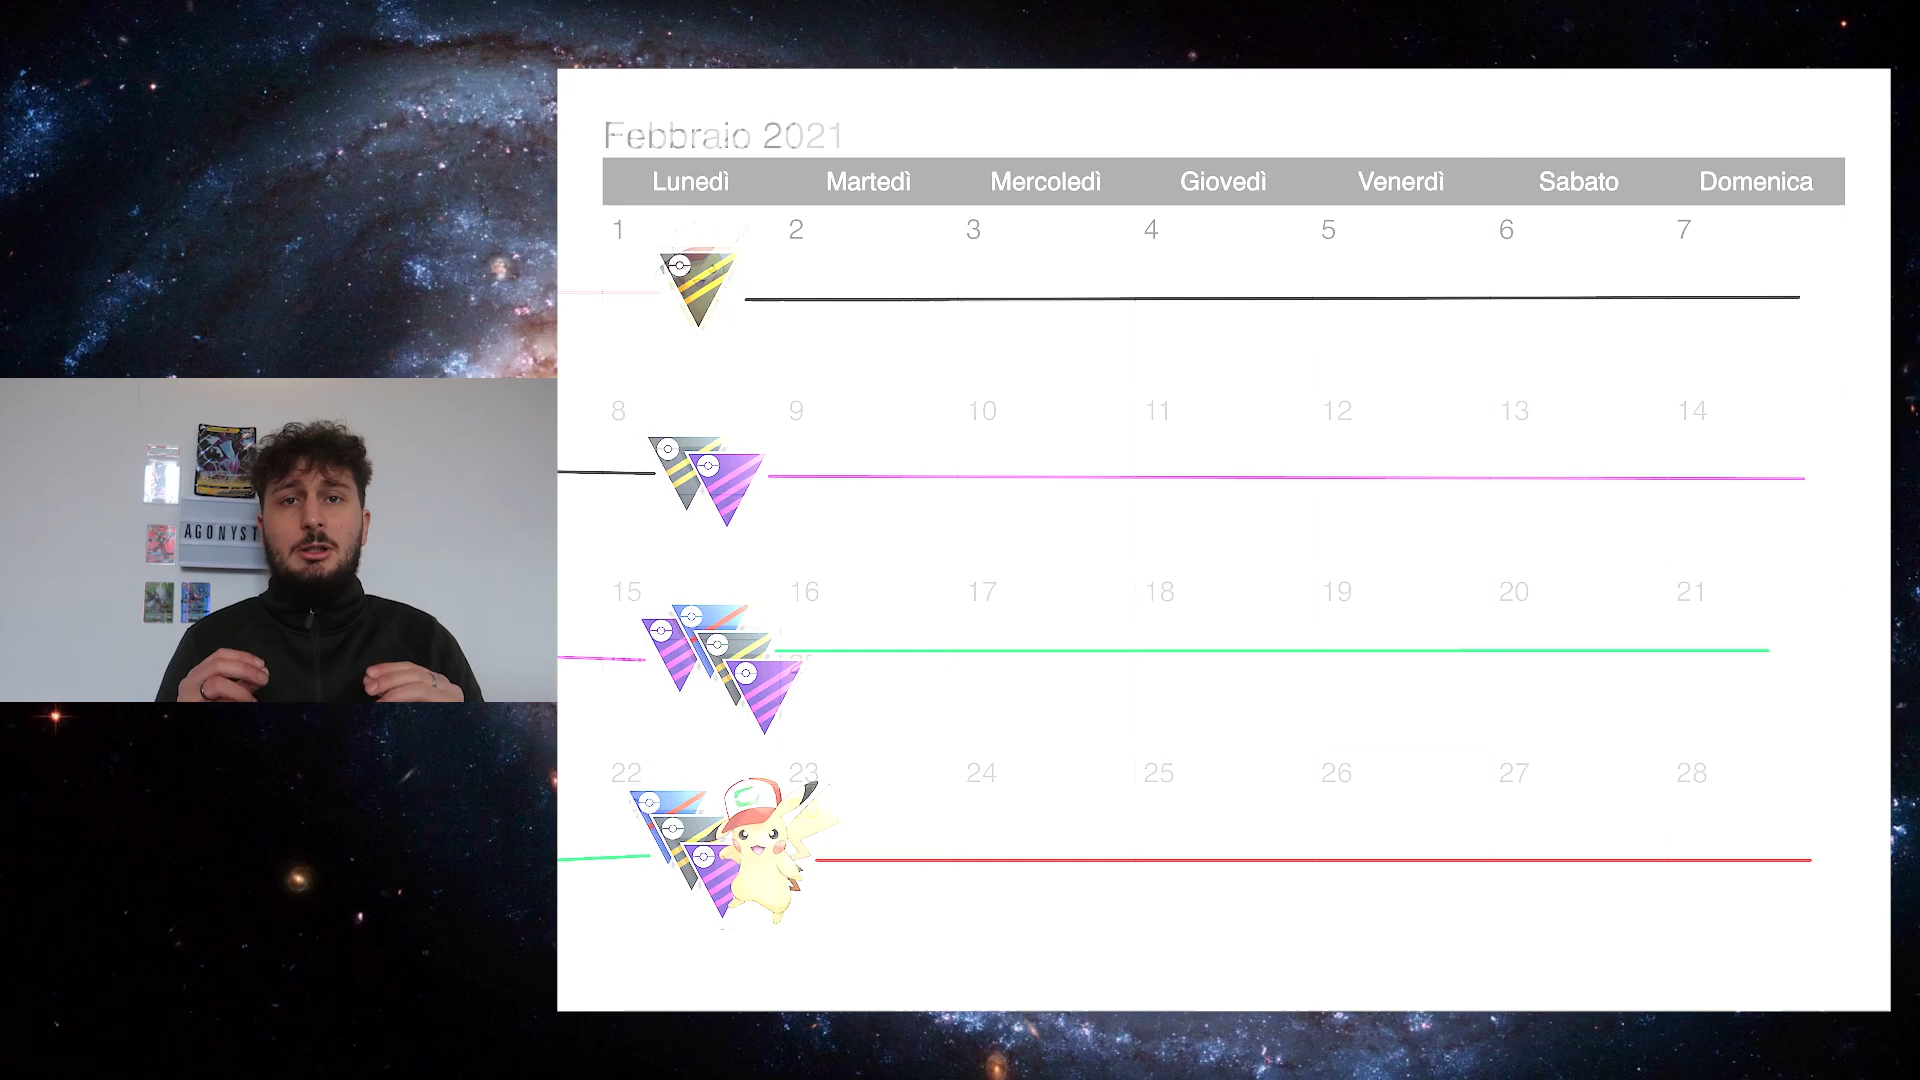 Febbraio 2021
Lunedì Martedì Mercoledì Giovedì Venerdì Sabato Domenica
1 2 3 4 5 6 7
8 9 10 11 12 13 14
15 16 17 18 19 20 21
22 23 24 25 26 27 28
AGONYST